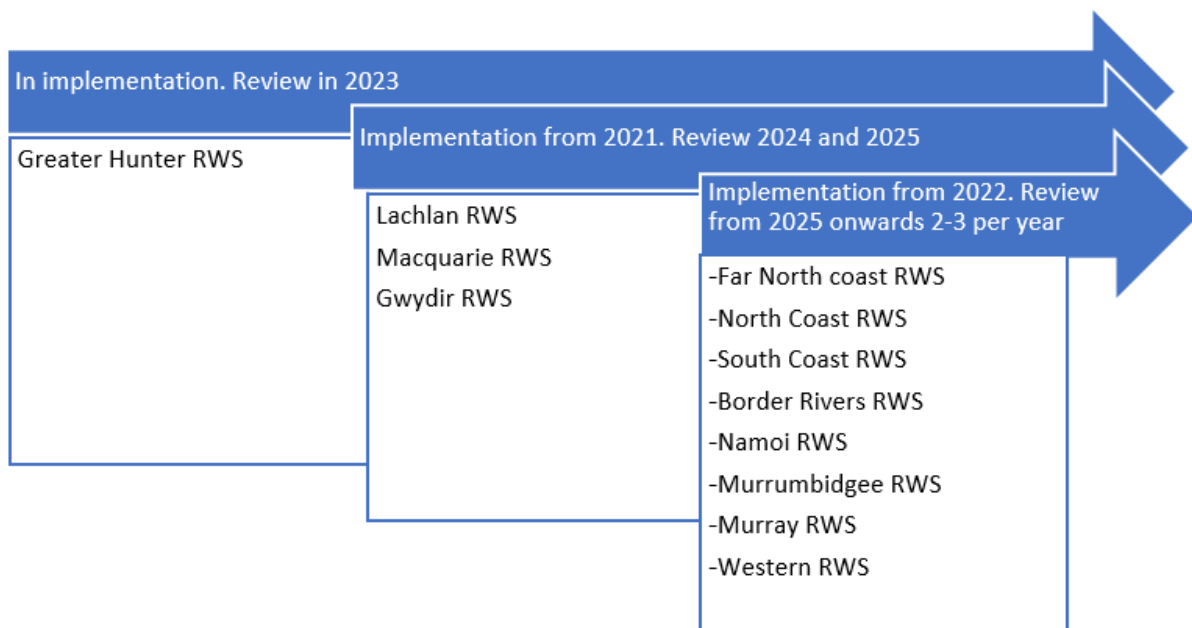 In implementation. Review in 2023
Greater Hunter RWS
Implementation from 2021. Review 2024 and 2025
Lachlan RWS
Macquarie RWS
Gwydir RWS
Implementation from 2022. Review
from 2025 onwards 2-3 per year
-Far North coast RWS
-North Coast RWS
-South Coast RWS
-Border Rivers RWS
-Namoi RWS
-Murrumbidgee RWS
-Murray RWS
-Western RWS